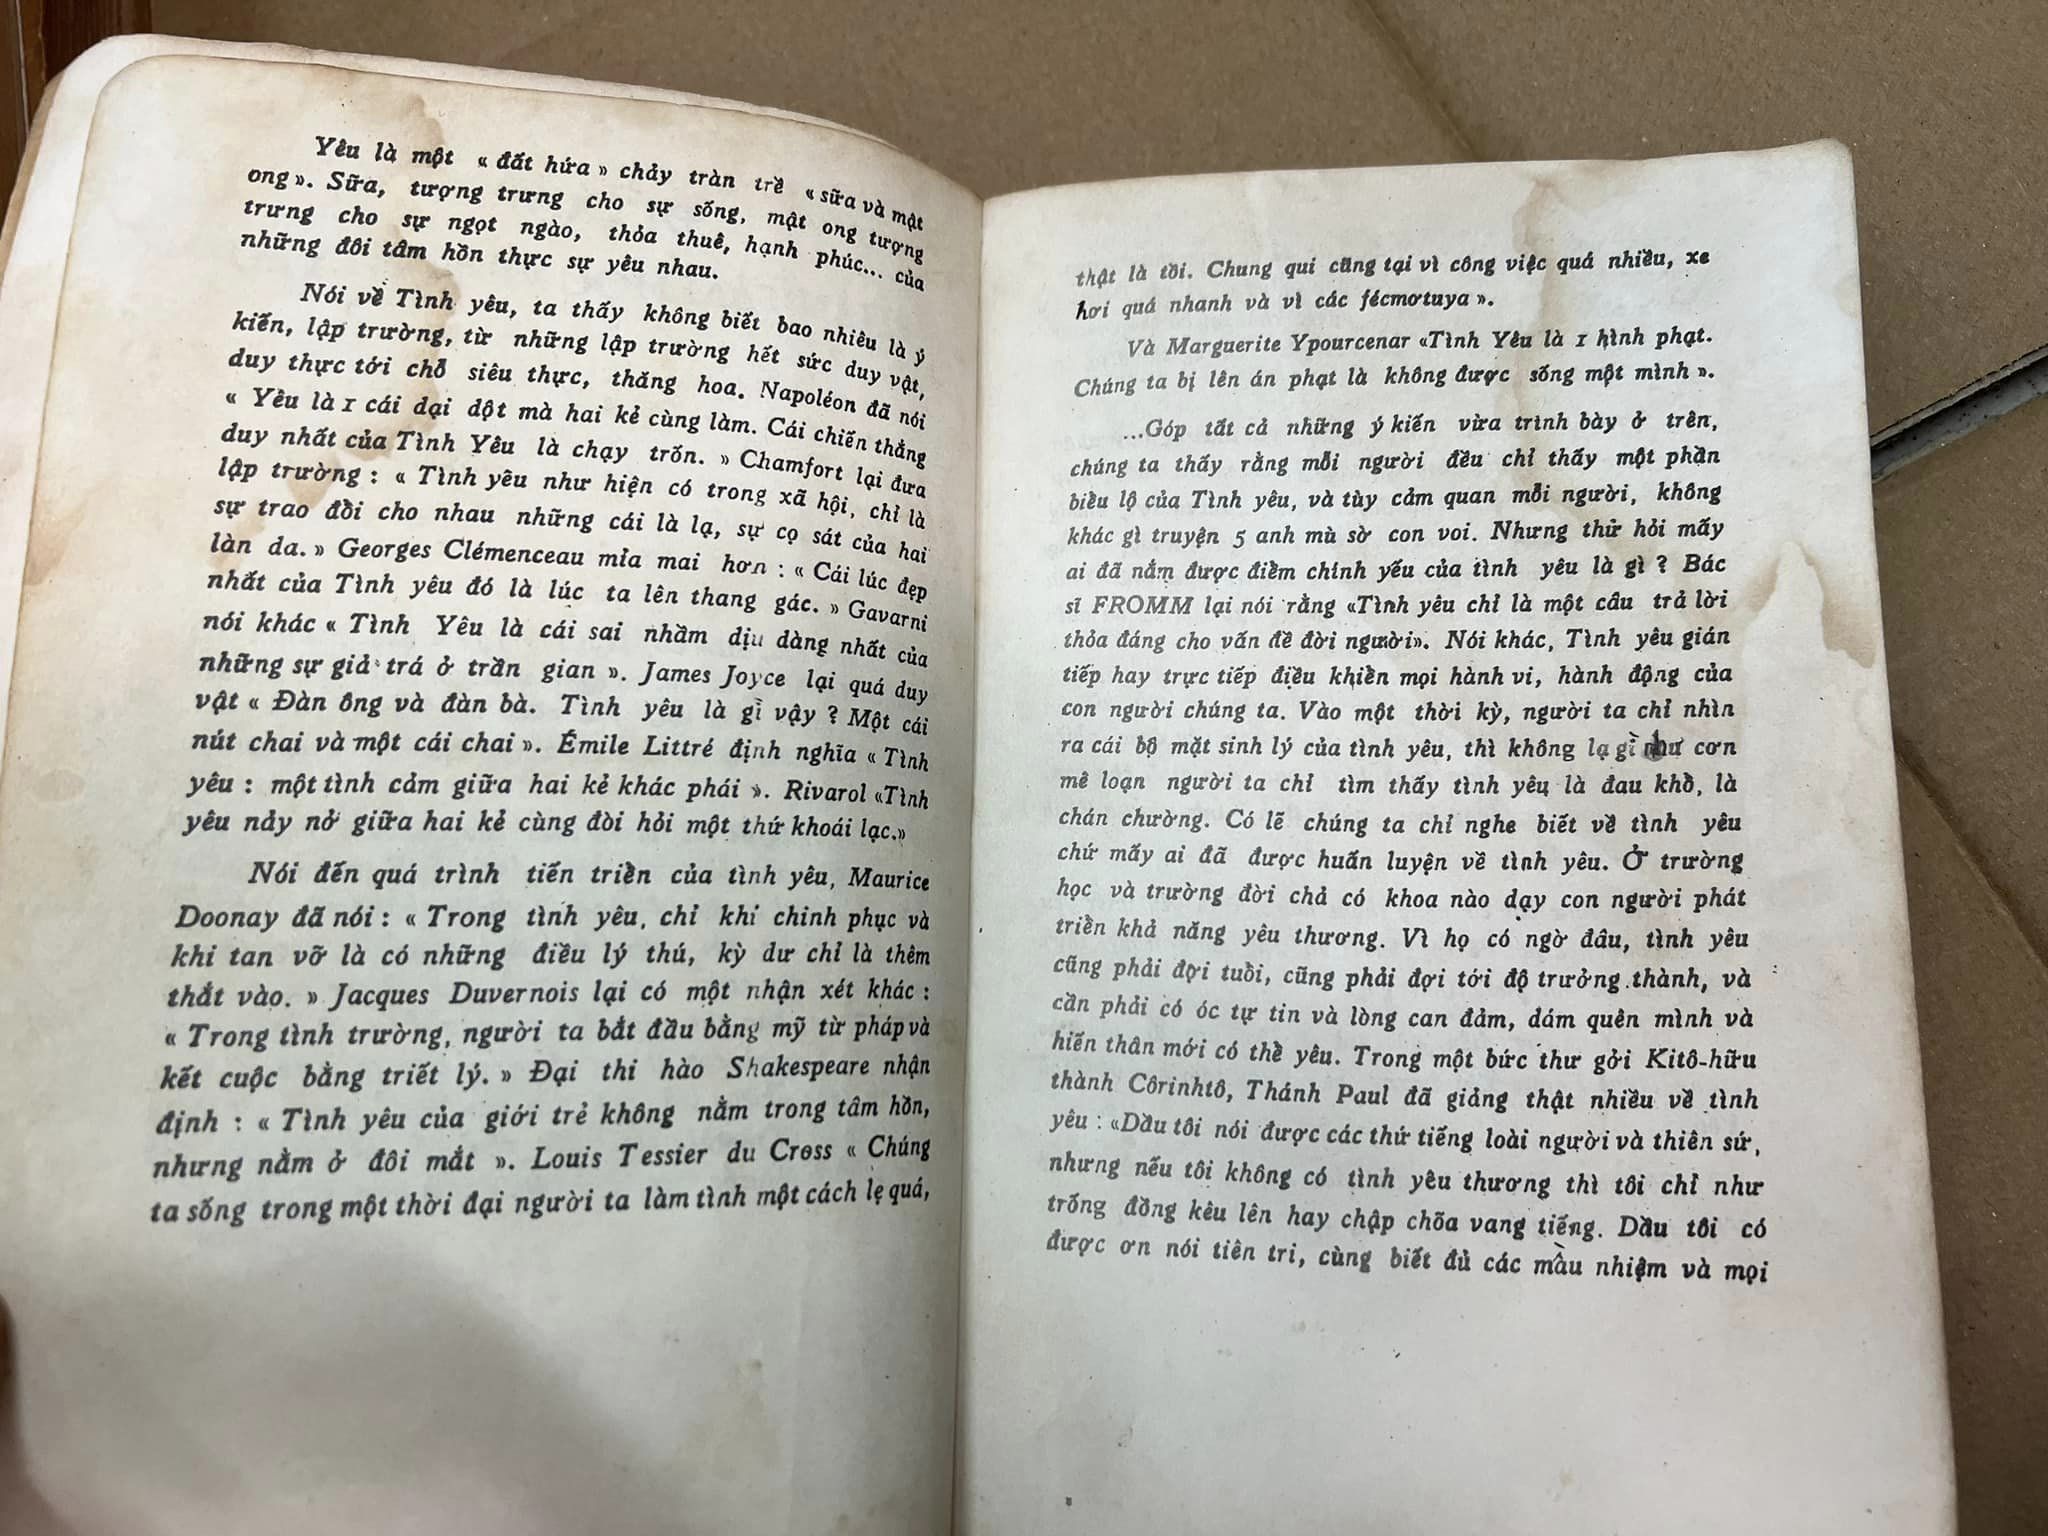 Yêu là một « đất hứa » chảy tràn trề « sữa và mật
ong ». Sữa, tượng trưng cho sự sống, mật ong tượng
trưng cho sự ngọt ngào, thỏa thuê, hạnh phúc... của
những đôi tâm hồn thực sự yêu nhau.
Nói về Tình yêu, ta thấy không biết bao nhiêu là ý
kiến, lập trường, từ những lập trường hết sức duy vật,
duy thực tới chỗ siêu thực, thăng hoa. Napoléon đã nói
« Yêu là 1 cái dại dột mà hai kẻ cùng làm. Cái chiến thắng
duy nhất của Tình Yêu là chạy trốn. » Chamfort lại đưa
lập trường : « Tình yêu như hiện có trong xã hội, chỉ là
sự trao đổi cho nhau những cái là lạ, sự cọ sát của hai
làn da. » Georges Clémenceau mỉa mai hơn : « Cái lúc đẹp
nhất của Tình yêu đó là lúc ta lên thang gác. » Gavarni
nói khác « Tình Yêu là cái sai nhầm dịu dàng nhất của
những sự giả trá ở trần gian ». James Joyce lại quá duy
vật « Đàn ông và đàn bà. Tình yêu là gì vậy ? Một cái
nút chai và một cái chai ». Émile Littré định nghĩa « Tình
yêu : một tình cảm giữa hai kẻ khác phái ». Rivarol «Tình
yêu nảy nở giữa hai kẻ cùng đòi hỏi một thứ khoái lạc.»
Nói đến quá trình tiến triển của tình yêu, Maurice
Doonay đã nói : « Trong tình yêu, chỉ khi chinh phục và
khi tan vỡ là có những điều lý thú, kỳ dư chỉ là thêm
thắt vào. » Jacques Duvernois lại có một nhận xét khác :
« Trong tình trường, người ta bắt đầu bằng mỹ từ pháp và
kết cuộc bằng triết lý. » Đại thi hào Shakespeare nhận
định : « Tình yêu của giới trẻ không nằm trong tâm hồn,
nhưng nằm ở đôi mắt ». Louis Tessier du Cross « Chúng
ta sống trong một thời đại người ta làm tình một cách lẹ quá,
thật là tồi. Chung qui cũng tại vì công việc quá nhiều, xe
hơi quá nhanh và vì các fécmơtuya ».
Và Marguerite Ypourcenar «Tình Yêu là 1 hình phạt.
Chúng ta bị lên án phạt là không được sống một mình ».
...Góp tất cả những ý kiến vừa trình bày ở trên,
chúng ta thấy rằng mỗi người đều chỉ thấy một phần
biểu lộ của Tình yêu, và tùy cảm quan mỗi người, không
khác gì truyện 5 anh mù sờ con voi. Nhưng thử hỏi mấy
ai đã nắm được điểm chính yếu của tình yêu là gì ? Bác
sĩ FROMM lại nói rằng «Tình yêu chỉ là một câu trả lời
thỏa đáng cho vấn đề đời người». Nói khác, Tình yêu gián
tiếp hay trực tiếp điều khiển mọi hành vi, hành động của
con người chúng ta. Vào một thời kỳ, người ta chỉ nhìn
ra cái bộ mặt sinh lý của tình yêu, thì không lạ gì như cơn
mê loạn người ta chỉ tìm thấy tình yêu là đau khổ, là
chán chường. Có lẽ chúng ta chỉ nghe biết về tình yêu
chứ mấy ai đã được huấn luyện về tình yêu. Ở trường
học và trường đời chả có khoa nào dạy con người phát
triển khả năng yêu thương. Vì họ có ngờ đâu, tình yêu
cũng phải đợi tuổi, cũng phải đợi tới độ trưởng thành, và
cần phải có óc tự tin và lòng can đảm, dám quên mình và
hiến thân mới có thể yêu. Trong một bức thư gởi Kitô-hữu
thành Côrinhtô, Thánh Paul đã giảng thật nhiều về tình
yêu : «Dầu tôi nói được các thứ tiếng loài người và thiên sứ,
nhưng nếu tôi không có tình yêu thương thì tôi chỉ như
trống đồng kêu lên hay chập chõa vang tiếng. Dầu tôi có
được ơn nói tiên tri, cùng biết đủ các mầu nhiệm và mọi